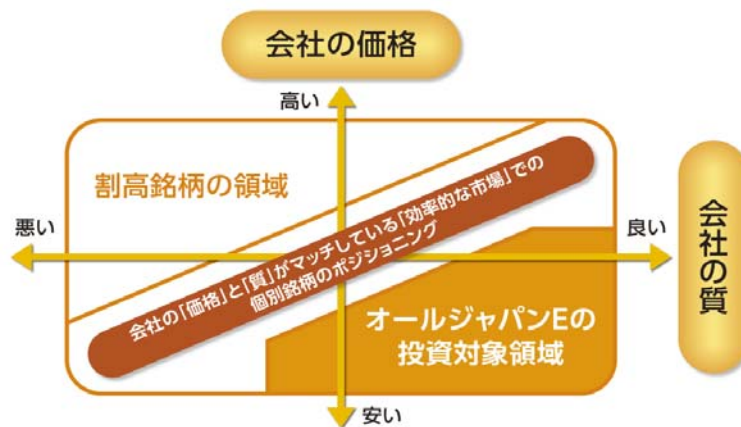 会社の価格
高い
割高銘柄の領域
悪い
会社の「価格」と「質」がマッチしている「効率的な市場」での
個別銘柄のポジショニング
良い
会社の質
オールジャパンEの
投資対象領域
安い